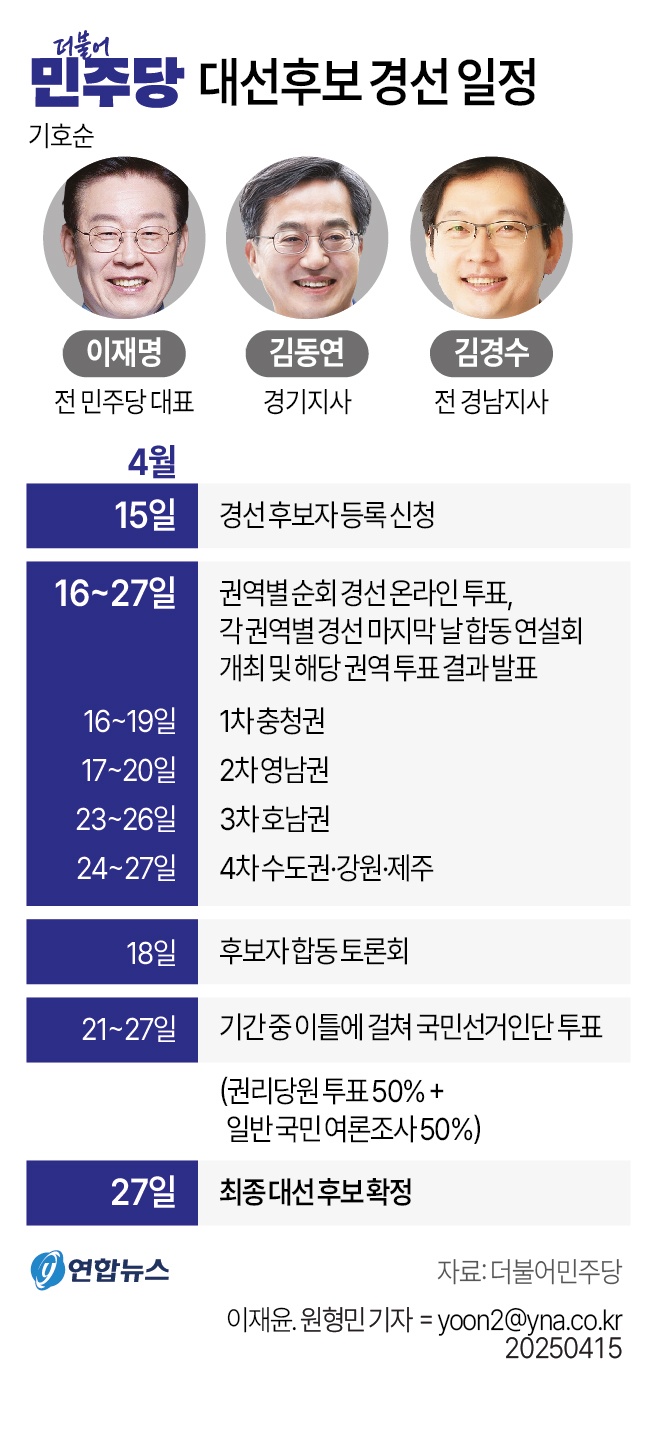 더불어
민주당 대선후보 경선 일정
기호순
이재명 김동연 김경수
전 민주당 대표 경기지사 전 경남지사
4월
15일 경선 후보자 등록 신청
16~27일 권역별 순회 경선 온라인 투표,
각 권역별 경선 마지막 날 합동 연설회
개최 및 해당 권역 투표 결과 발표
16~19일 1차 충청권
17~20일 2차 영남권
23~26일 3차 호남권
24~27일 4차 수도권·강원·제주
18일 후보자 합동 토론회
21~27일 기간 중 이틀에 걸쳐 국민선거인단 투표
(권리당원 투표 50% +
일반 국민 여론조사 50%)
27일 최종 대선 후보 확정
y 연합뉴스 자료: 더불어민주당
이재윤. 원형민 기자 = yoon2@yna.co.kr
20250415